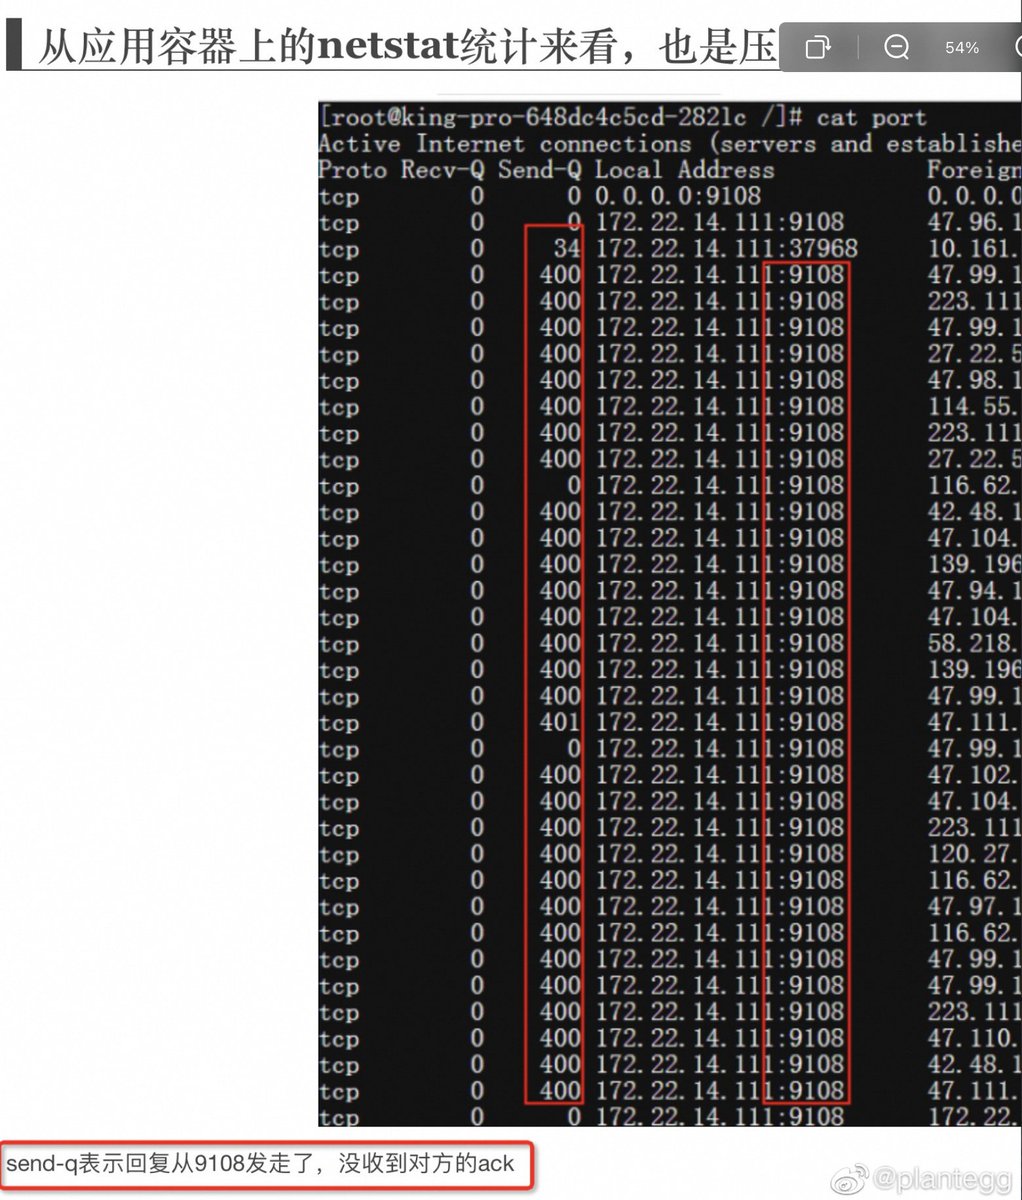 从应用容器上的netstat统计来看，也是压
54%
[root@king-pro-648dc4c5cd-2821c /]# cat port
Active Internet connections (servers and establishe
Proto Recv-Q Send-Q Local Address Foreign
tcp 0 0 0.0.0.0:9108 0.0.0.0
tcp 0 0 172.22.14.111:9108 47.96.1
tcp 0 34 172.22.14.111:37968 10.161.
tcp 0 400 172.22.14.111:9108 47.99.1
tcp 0 400 172.22.14.111:9108 223.111
tcp 0 400 172.22.14.111:9108 47.99.1
tcp 0 400 172.22.14.111:9108 27.22.5
tcp 0 400 172.22.14.111:9108 47.98.1
tcp 0 400 172.22.14.111:9108 114.55.
tcp 0 400 172.22.14.111:9108 223.111
tcp 0 400 172.22.14.111:9108 27.22.5
tcp 0 0 172.22.14.111:9108 116.62.
tcp 0 400 172.22.14.111:9108 42.48.1
tcp 0 400 172.22.14.111:9108 47.104.
tcp 0 400 172.22.14.111:9108 139.196
tcp 0 400 172.22.14.111:9108 47.94.1
tcp 0 400 172.22.14.111:9108 47.104.
tcp 0 400 172.22.14.111:9108 58.218.
tcp 0 400 172.22.14.111:9108 139.196
tcp 0 400 172.22.14.111:9108 47.99.1
tcp 0 401 172.22.14.111:9108 47.111.
tcp 0 0 172.22.14.111:9108 47.99.1
tcp 0 400 172.22.14.111:9108 47.102.
tcp 0 400 172.22.14.111:9108 47.104.
tcp 0 400 172.22.14.111:9108 223.111
tcp 0 400 172.22.14.111:9108 120.27.
tcp 0 400 172.22.14.111:9108 116.62.
tcp 0 400 172.22.14.111:9108 47.97.1
tcp 0 400 172.22.14.111:9108 116.62.
tcp 0 400 172.22.14.111:9108 47.99.1
tcp 0 400 172.22.14.111:9108 47.99.1
tcp 0 400 172.22.14.111:9108 223.111
tcp 0 400 172.22.14.111:9108 47.110.
tcp 0 400 172.22.14.111:9108 42.48.1
tcp 0 400 172.22.14.111:9108 47.111.
tcp 0 0 172.22.14.111:9108 172.22.
send-q表示回复从9108发走了，没收到对方的ack
@plantegg